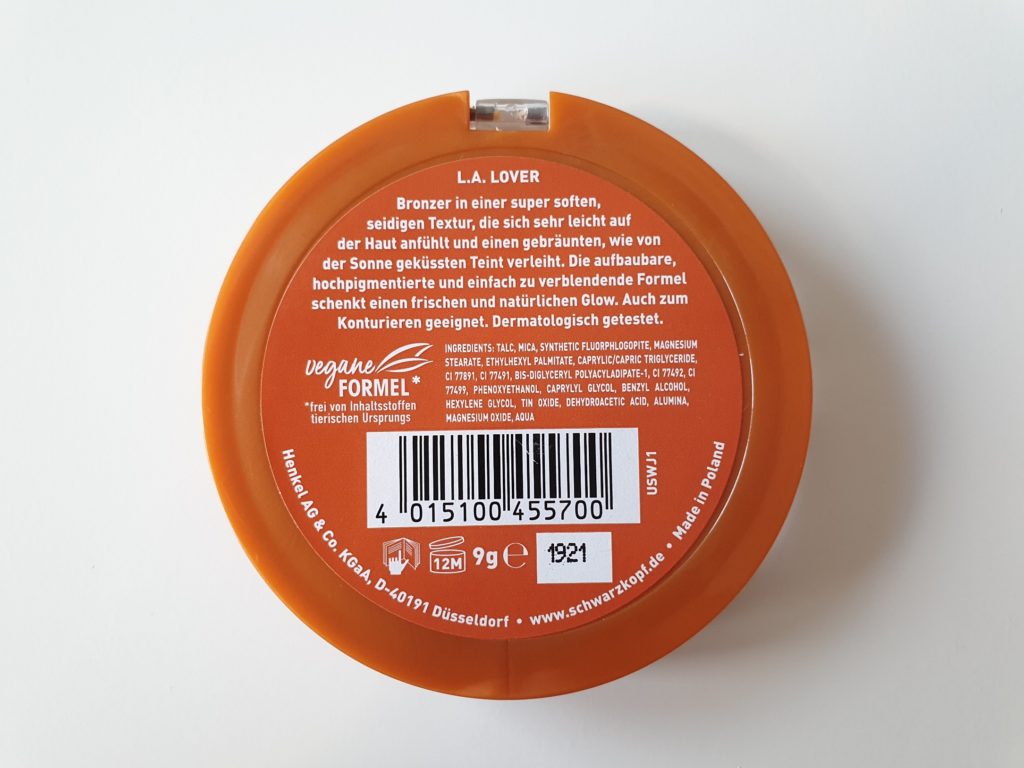 L.A. LOVER
Bronzer in einer super soften,
seidigen Textur, die sich sehr leicht auf
der Haut anfühlt und einen gebräunten, wie von
der Sonne geküssten Teint verleiht. Die aufbaubare,
hochpigmentierte und einfach zu verblendende Formel
schenkt einen frischen und natürlichen Glow. Auch zum
Konturieren geeignet. Dermatologisch getestet.
vegane
FORMEL*
*frei von Inhaltsstoffen
tierischen Ursprungs
INGREDIENTS: TALC, MICA, SYNTHETIC FLUORPHLOGOPITE, MAGNESIUM
STEARATE, ETHYLHEXYL PALMITATE, CAPRYLIC/CAPRIC TRIGLYCERIDE,
CI 77891, CI 77491, BIS-DIGLYCERYL POLYACYLADIPATE-1, CI 77492, CI
77499, PHENOXYETHANOL, CAPRYLYL GLYCOL, BENZYL ALCOHOL,
HEXYLENE GLYCOL, TIN OXIDE, DEHYDROACETIC ACID, ALUMINA,
MAGNESIUM OXIDE, AQUA
4 015100 455700
USWJ1
12M
9g e
1921
Henkel AG & Co. KGaA, D-40191 Düsseldorf • www.schwarzkopf.de • Made in Poland